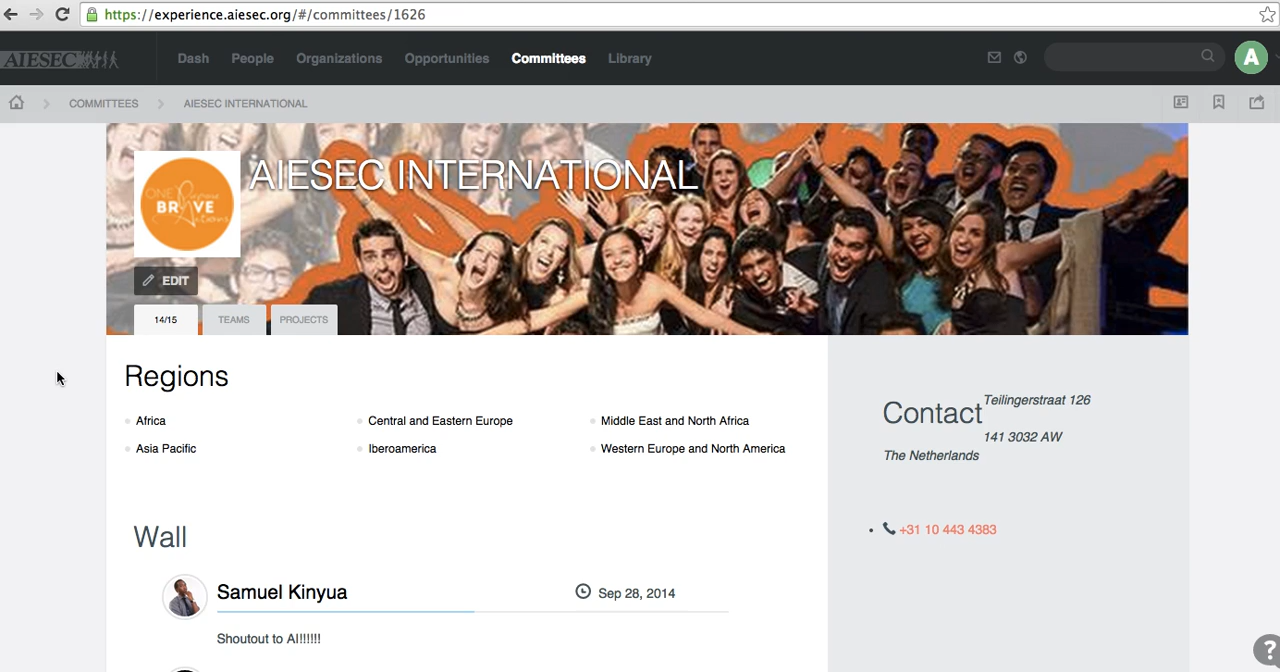 https://experience.aiesec.org/#/committees/1626
AIESEC
Dash People Organizations Opportunities Committees Library
A
COMMITTEES AIESEC INTERNATIONAL
AIESEC INTERNATIONAL
ONE
BRAVE
EDIT
14/15 TEAMS PROJECTS
Regions
Africa Central and Eastern Europe Middle East and North Africa
Asia Pacific Iberoamerica Western Europe and North America
Contact
Teilingerstraat 126
141 3032 AW
The Netherlands
+31 10 443 4383
Wall
Samuel Kinyua Sep 28, 2014
Shoutout to AI!!!!!!
?